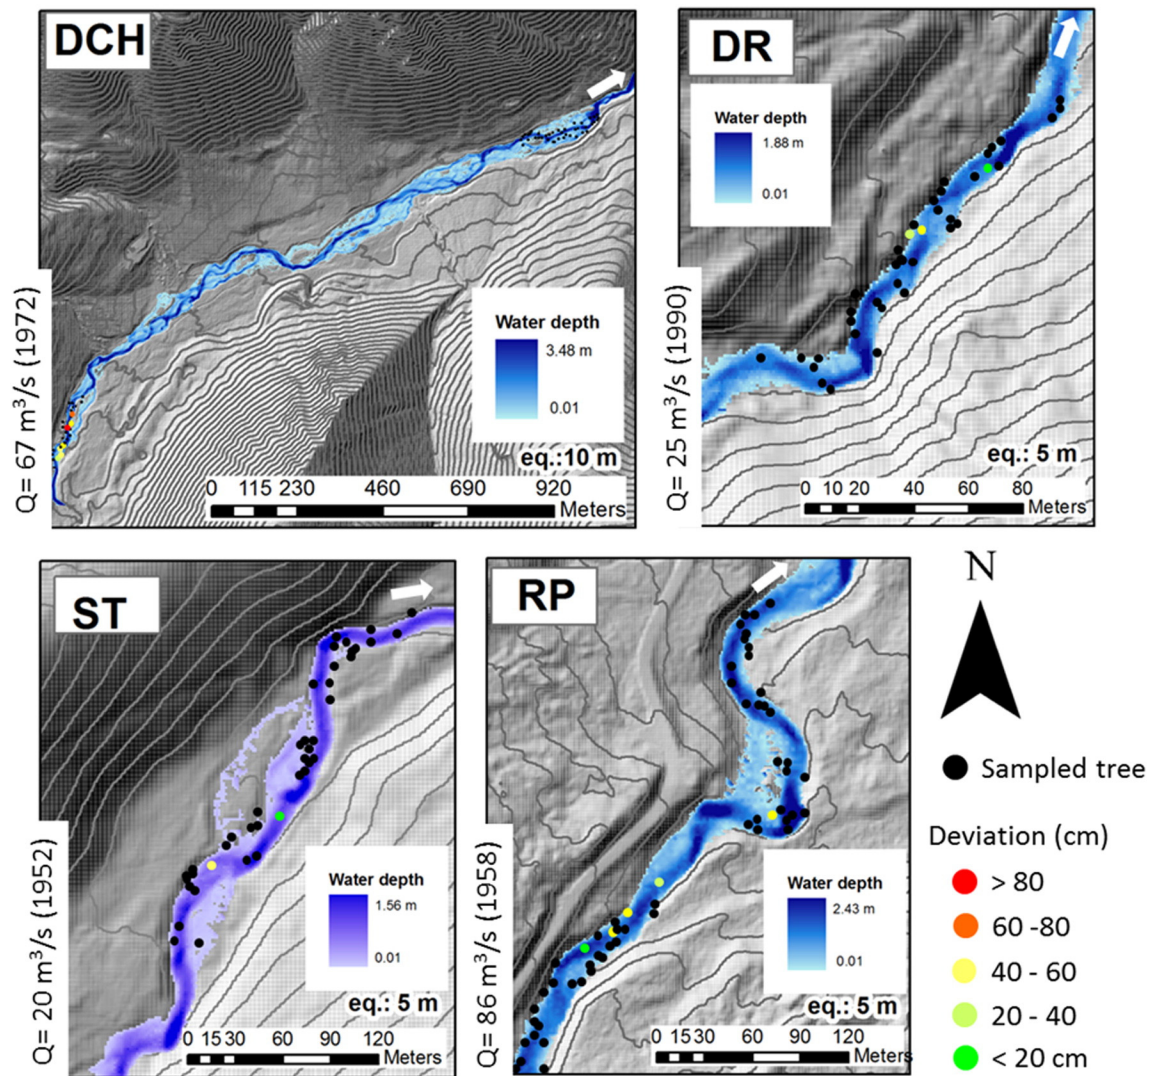 DCH
Q= 67 m³/s (1972)
Water depth
3.48 m
0.01
eq.:10 m
0 115 230 460 690 920
Meters
DR
Q= 25 m³/s (1990)
Water depth
1.88 m
0.01
eq.: 5 m
0 10 20 40 60 80
Meters
ST
Q= 20 m³/s (1952)
Water depth
1.56 m
0.01
eq.: 5 m
0 15 30 60 90 120
Meters
RP
Q= 86 m³/s (1958)
Water depth
2.43 m
0.01
eq.: 5 m
0 15 30 60 90 120
Meters
N
Sampled tree
Deviation (cm)
> 80
60 -80
40 - 60
20 - 40
< 20 cm